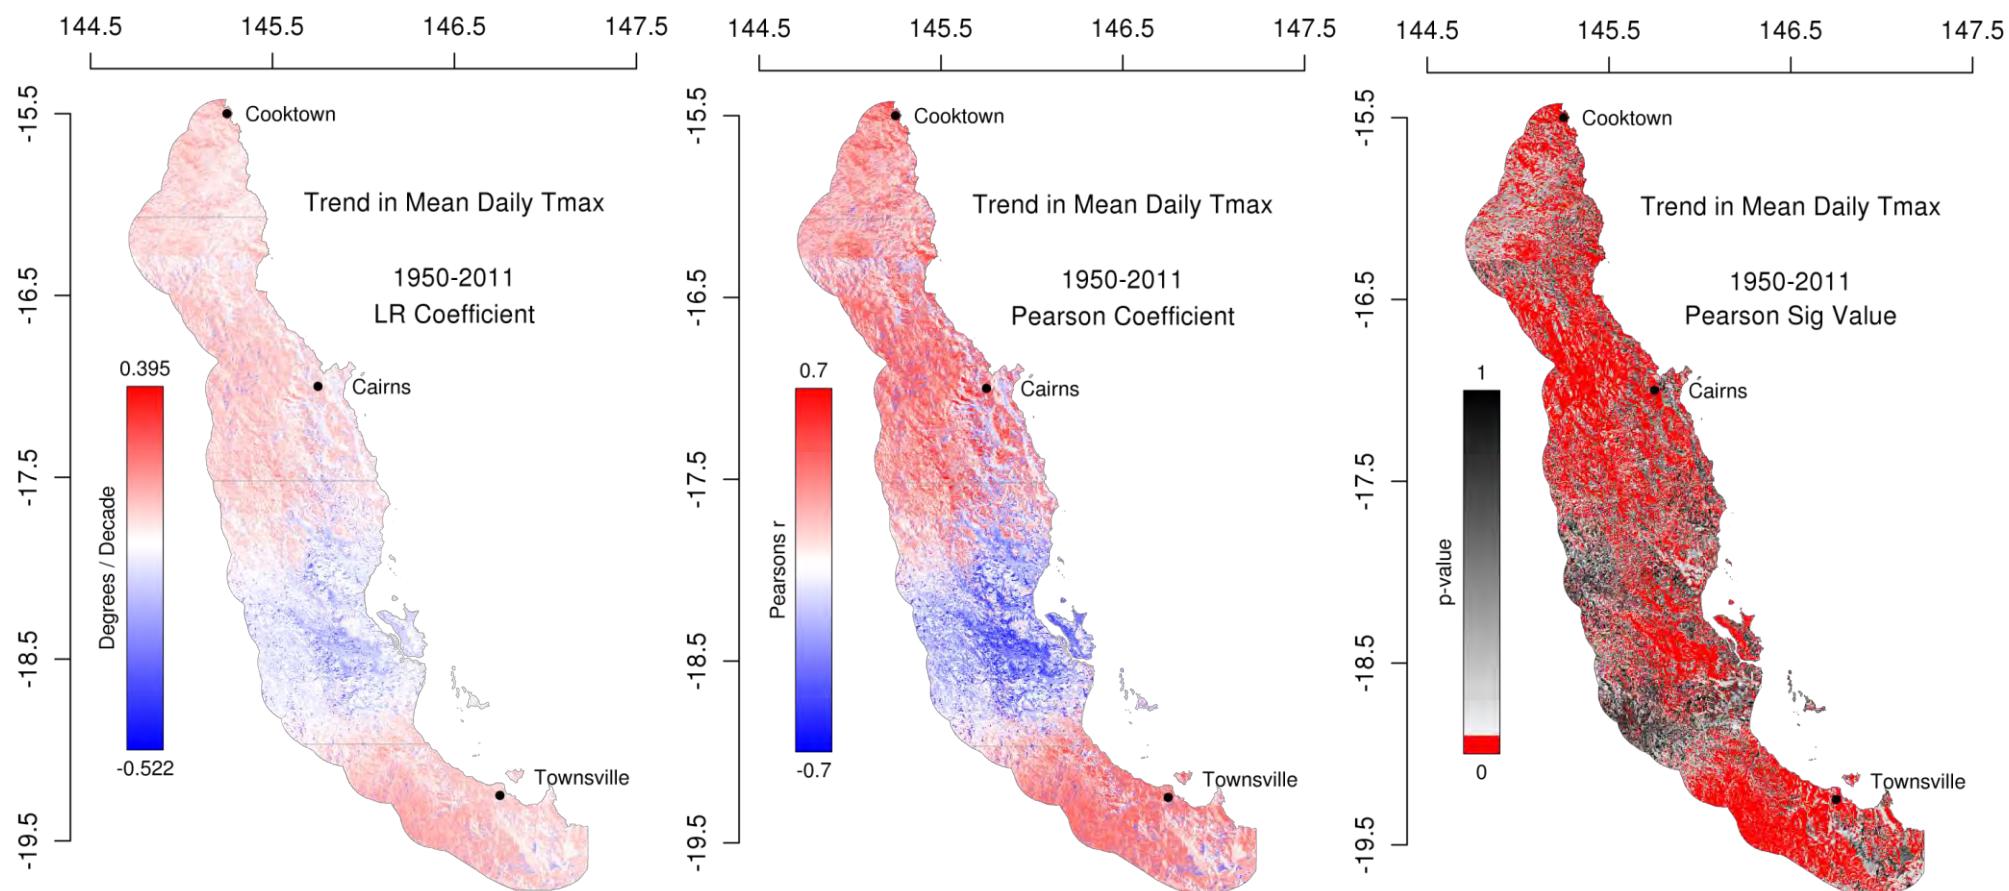 144.5 145.5 146.5 147.5
-15.5
-16.5
-17.5
-18.5
-19.5
Cooktown
Trend in Mean Daily Tmax
1950-2011
LR Coefficient
Cairns
0.395
Degrees / Decade
-0.522
Townsville
144.5 145.5 146.5 147.5
-15.5
-16.5
-17.5
-18.5
-19.5
Cooktown
Trend in Mean Daily Tmax
1950-2011
Pearson Coefficient
Cairns
0.7
Pearsons r
-0.7
Townsville
144.5 145.5 146.5 147.5
-15.5
-16.5
-17.5
-18.5
-19.5
Cooktown
Trend in Mean Daily Tmax
1950-2011
Pearson Sig Value
Cairns
1
p-value
0
Townsville